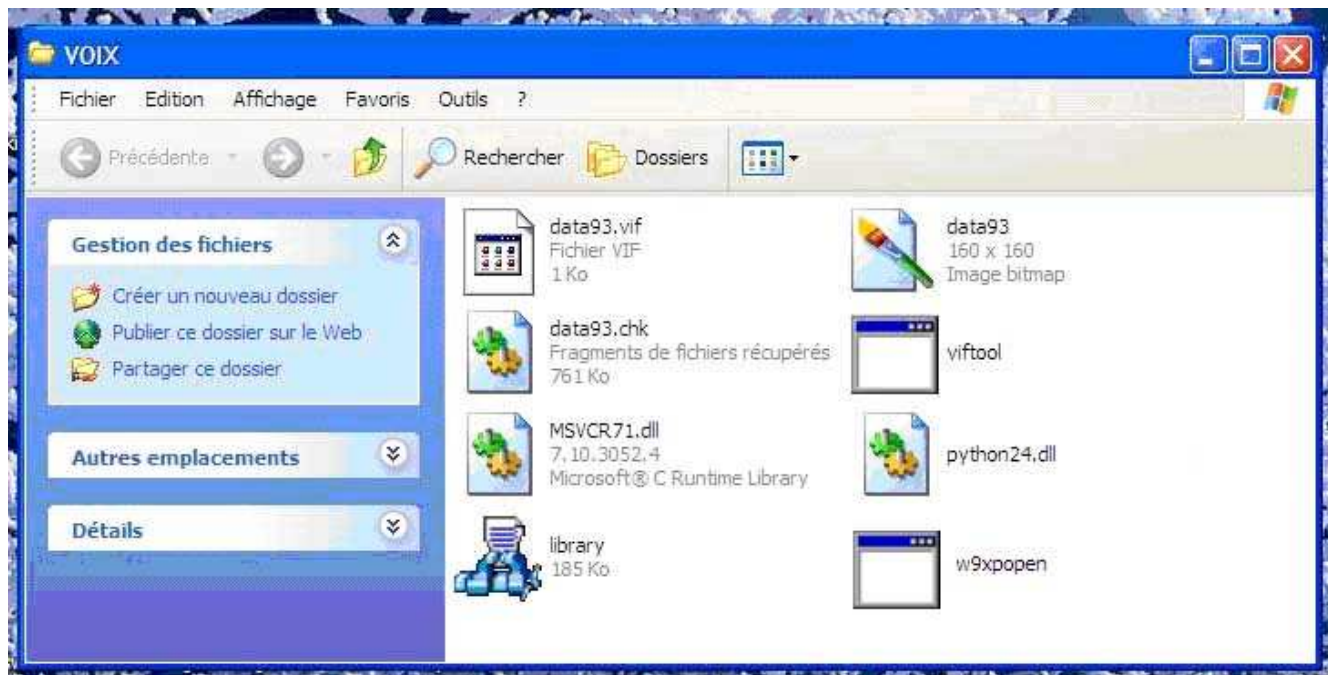 VOIX
Fichier Edition Affichage Favoris Outils ?
Précédente Rechercher Dossiers
Gestion des fichiers
Créer un nouveau dossier
Publier ce dossier sur le Web
Partager ce dossier
Autres emplacements
Détails
data93.vif
Fichier VIF
1 Ko
data93
160 x 160
Image bitmap
data93.chk
Fragments de fichiers récupérés
761 Ko
viftool
MSVCR71.dll
7.10.3052.4
Microsoft® C Runtime Library
python24.dll
library
185 Ko
w9xpopen